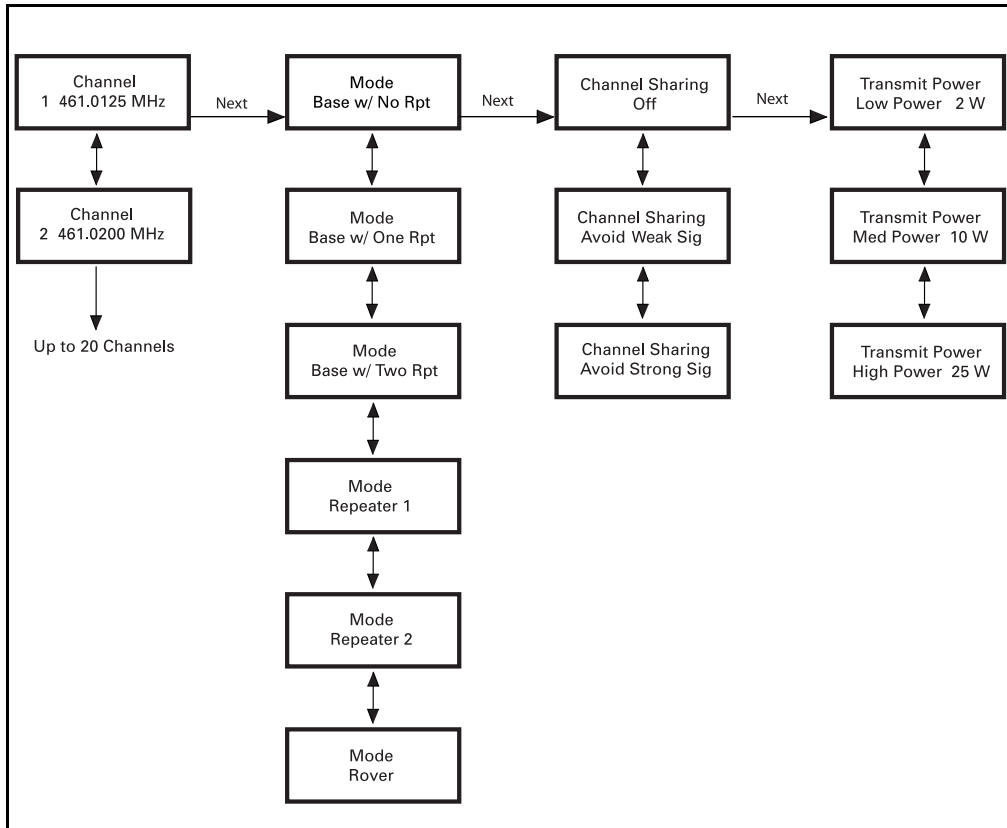 Channel
1 461.0125 MHz
Next
Mode
Base w/ No Rpt
Next
Channel Sharing
Off
Next
Transmit Power
Low Power 2 W
Channel
2 461.0200 MHz
Mode
Base w/ One Rpt
Channel Sharing
Avoid Weak Sig
Transmit Power
Med Power 10 W
Up to 20 Channels
Mode
Base w/ Two Rpt
Channel Sharing
Avoid Strong Sig
Transmit Power
High Power 25 W
Mode
Repeater 1
Mode
Repeater 2
Mode
Rover